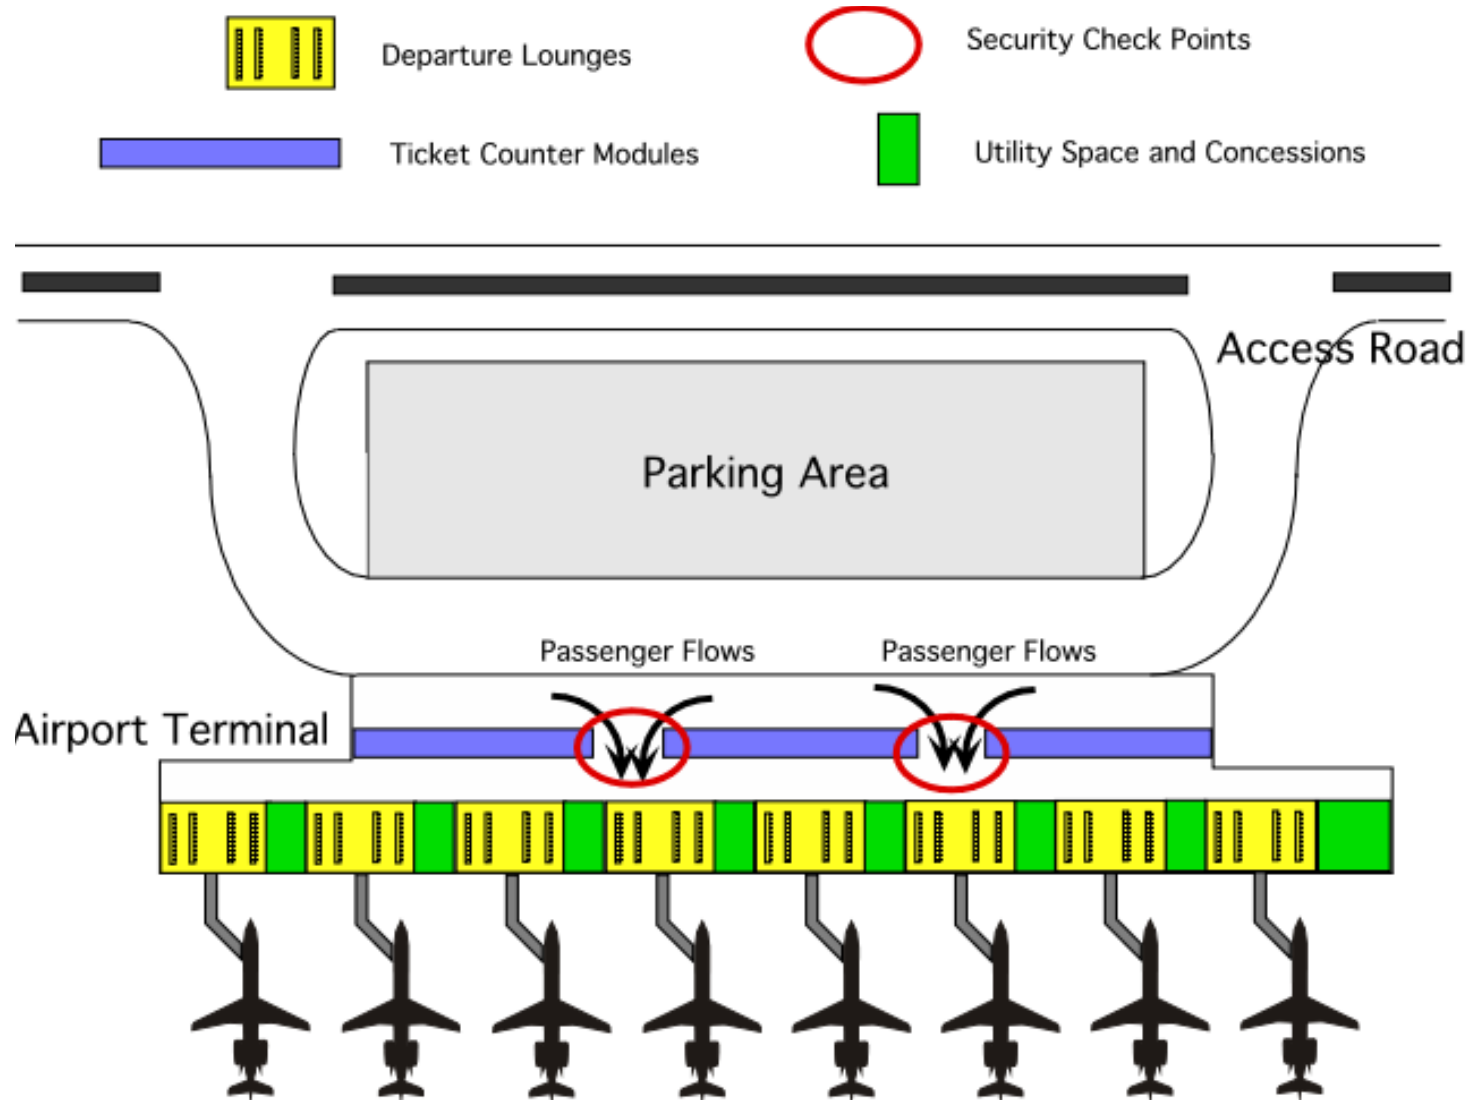 Departure Lounges
Security Check Points
Ticket Counter Modules
Utility Space and Concessions
Access Road
Parking Area
Passenger Flows
Passenger Flows
Airport Terminal